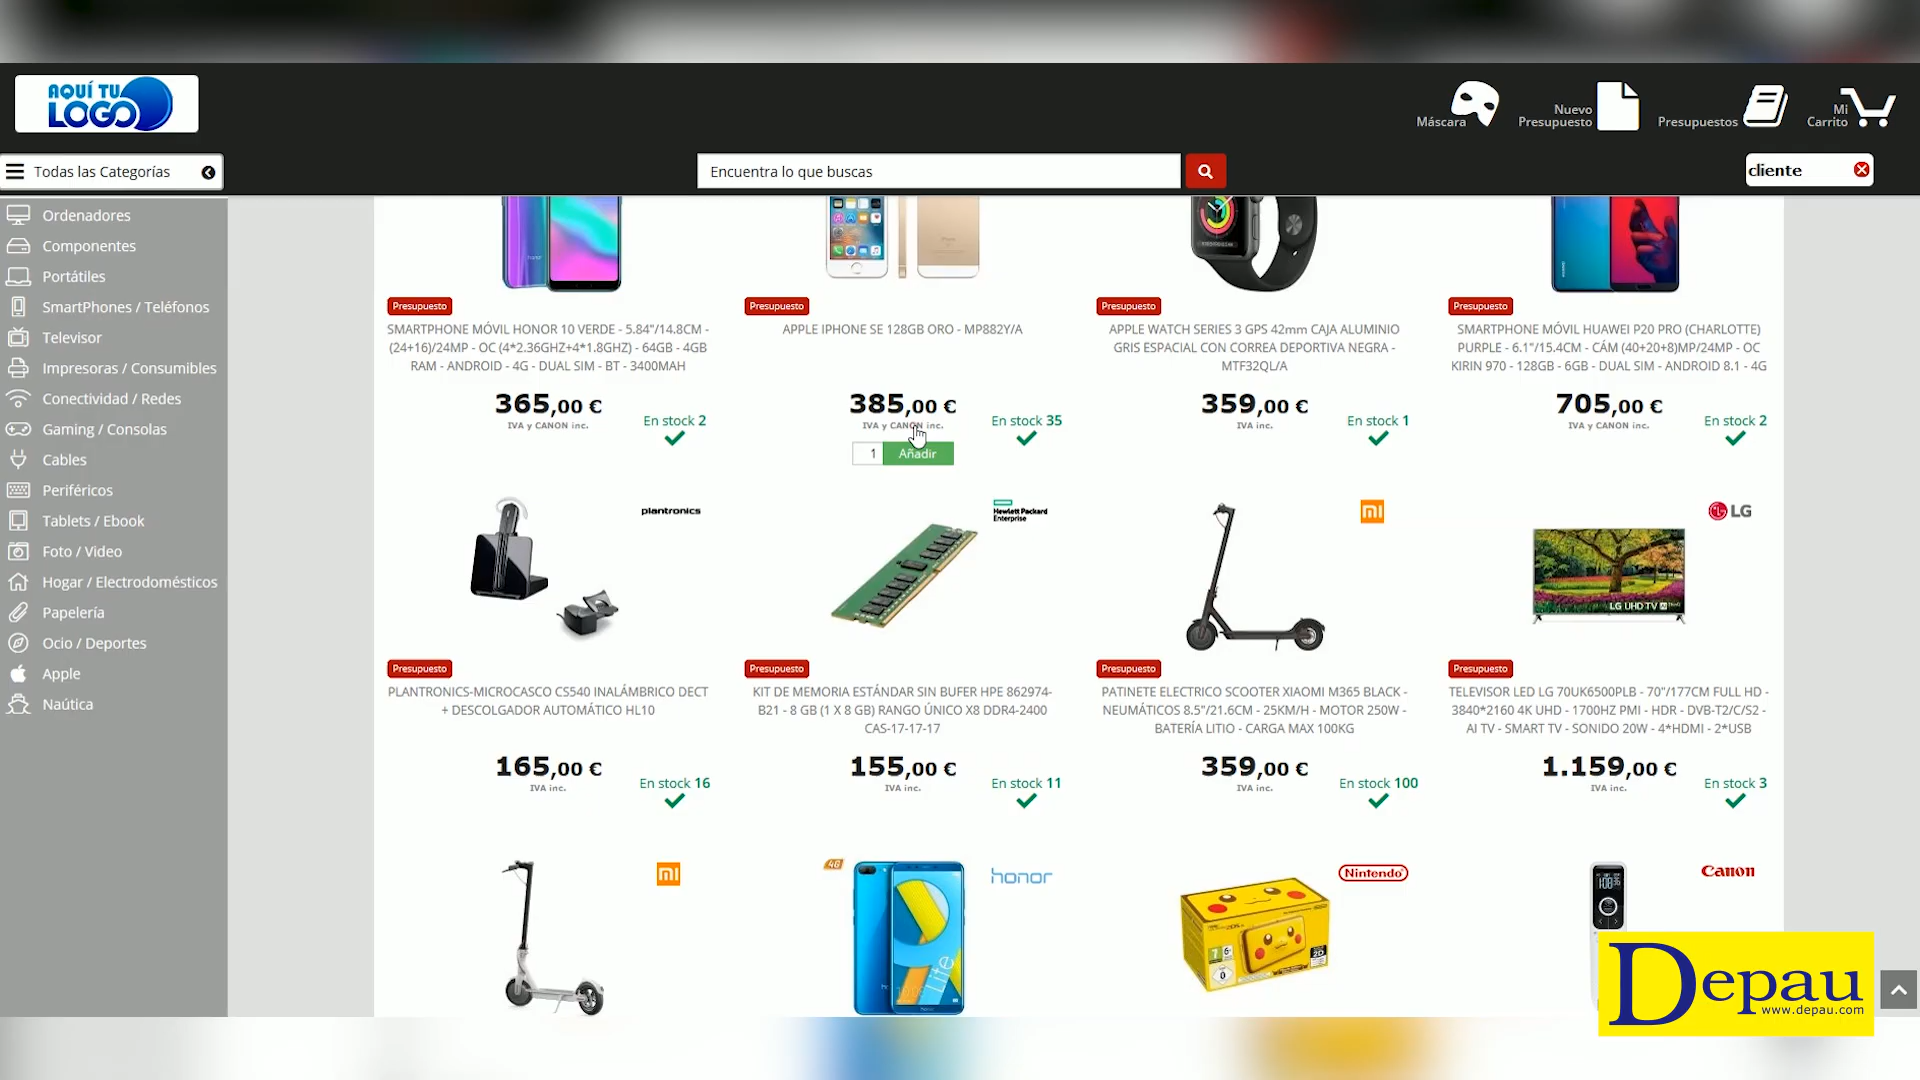 AQUÍ TU
LOGO
Máscara
Nuevo
Presupuesto
Presupuestos
Mi
Carrito
Todas las Categorías
Encuentra lo que buscas
cliente
Ordenadores
Componentes
Portátiles
SmartPhones / Teléfonos
Televisor
Impresoras / Consumibles
Conectividad / Redes
Gaming / Consolas
Cables
Periféricos
Tablets / Ebook
Foto / Video
Hogar / Electrodomésticos
Papelería
Ocio / Deportes
Apple
Naútica
Presupuesto
SMARTPHONE MÓVIL HONOR 10 VERDE - 5.84"/14.8CM -
(24+16)/24MP - OC (4*2.36GHZ+4*1.8GHZ) - 64GB - 4GB
RAM - ANDROID - 4G - DUAL SIM - BT - 3400MAH
365,00 €
IVA y CANON inc.
En stock 2
Presupuesto
APPLE IPHONE SE 128GB ORO - MP882Y/A
385,00 €
IVA y CANON inc.
En stock 35
1 Añadir
Presupuesto
APPLE WATCH SERIES 3 GPS 42mm CAJA ALUMINIO
GRIS ESPACIAL CON CORREA DEPORTIVA NEGRA -
MTF32QL/A
359,00 €
IVA inc.
En stock 1
Presupuesto
SMARTPHONE MÓVIL HUAWEI P20 PRO (CHARLOTTE)
PURPLE - 6.1"/15.4CM - CÁM (40+20+8)MP/24MP - OC
KIRIN 970 - 128GB - 6GB - DUAL SIM - ANDROID 8.1 - 4G
705,00 €
IVA y CANON inc.
En stock 2
plantronics
Presupuesto
PLANTRONICS-MICROCASCO CS540 INALÁMBRICO DECT
+ DESCOLGADOR AUTOMÁTICO HL10
165,00 €
IVA inc.
En stock 16
Hewlett Packard
Enterprise
Presupuesto
KIT DE MEMORIA ESTÁNDAR SIN BUFER HPE 862974-
B21 - 8 GB (1 X 8 GB) RANGO ÚNICO X8 DDR4-2400
CAS-17-17-17
155,00 €
IVA inc.
En stock 11
mi
Presupuesto
PATINETE ELECTRICO SCOOTER XIAOMI M365 BLACK -
NEUMÁTICOS 8.5"/21.6CM - 25KM/H - MOTOR 250W -
BATERÍA LITIO - CARGA MAX 100KG
359,00 €
IVA inc.
En stock 100
LG
LG UHD TV AI
Presupuesto
TELEVISOR LED LG 70UK6500PLB - 70"/177CM FULL HD -
3840*2160 4K UHD - 1700HZ PMI - HDR - DVB-T2/C/S2 -
AI TV - SMART TV - SONIDO 20W - 4*HDMI - 2*USB
1.159,00 €
IVA inc.
En stock 3
mi
4G
honor
Lite
Nintendo
Canon
Depau
www.depau.com